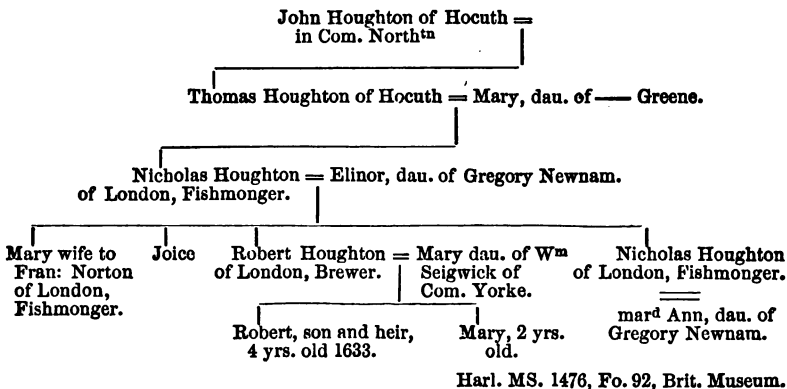 John Houghton of Hocuth =
in Com. Northtn
Thomas Houghton of Hocuth = Mary, dau. of —— Greene.
Nicholas Houghton = Elinor, dau. of Gregory Newnam.
of London, Fishmonger.
Mary wife to
Fran: Norton
of London,
Fishmonger.
Joice
Robert Houghton = Mary dau. of Wm
of London, Brewer. Seigwick of
Com. Yorke.
Nicholas Houghton
of London, Fishmonger.
mard Ann, dau. of
Gregory Newnam.
Robert, son and heir,
4 yrs. old 1633.
Mary, 2 yrs.
old.
Harl. MS. 1476, Fo. 92, Brit. Museum.